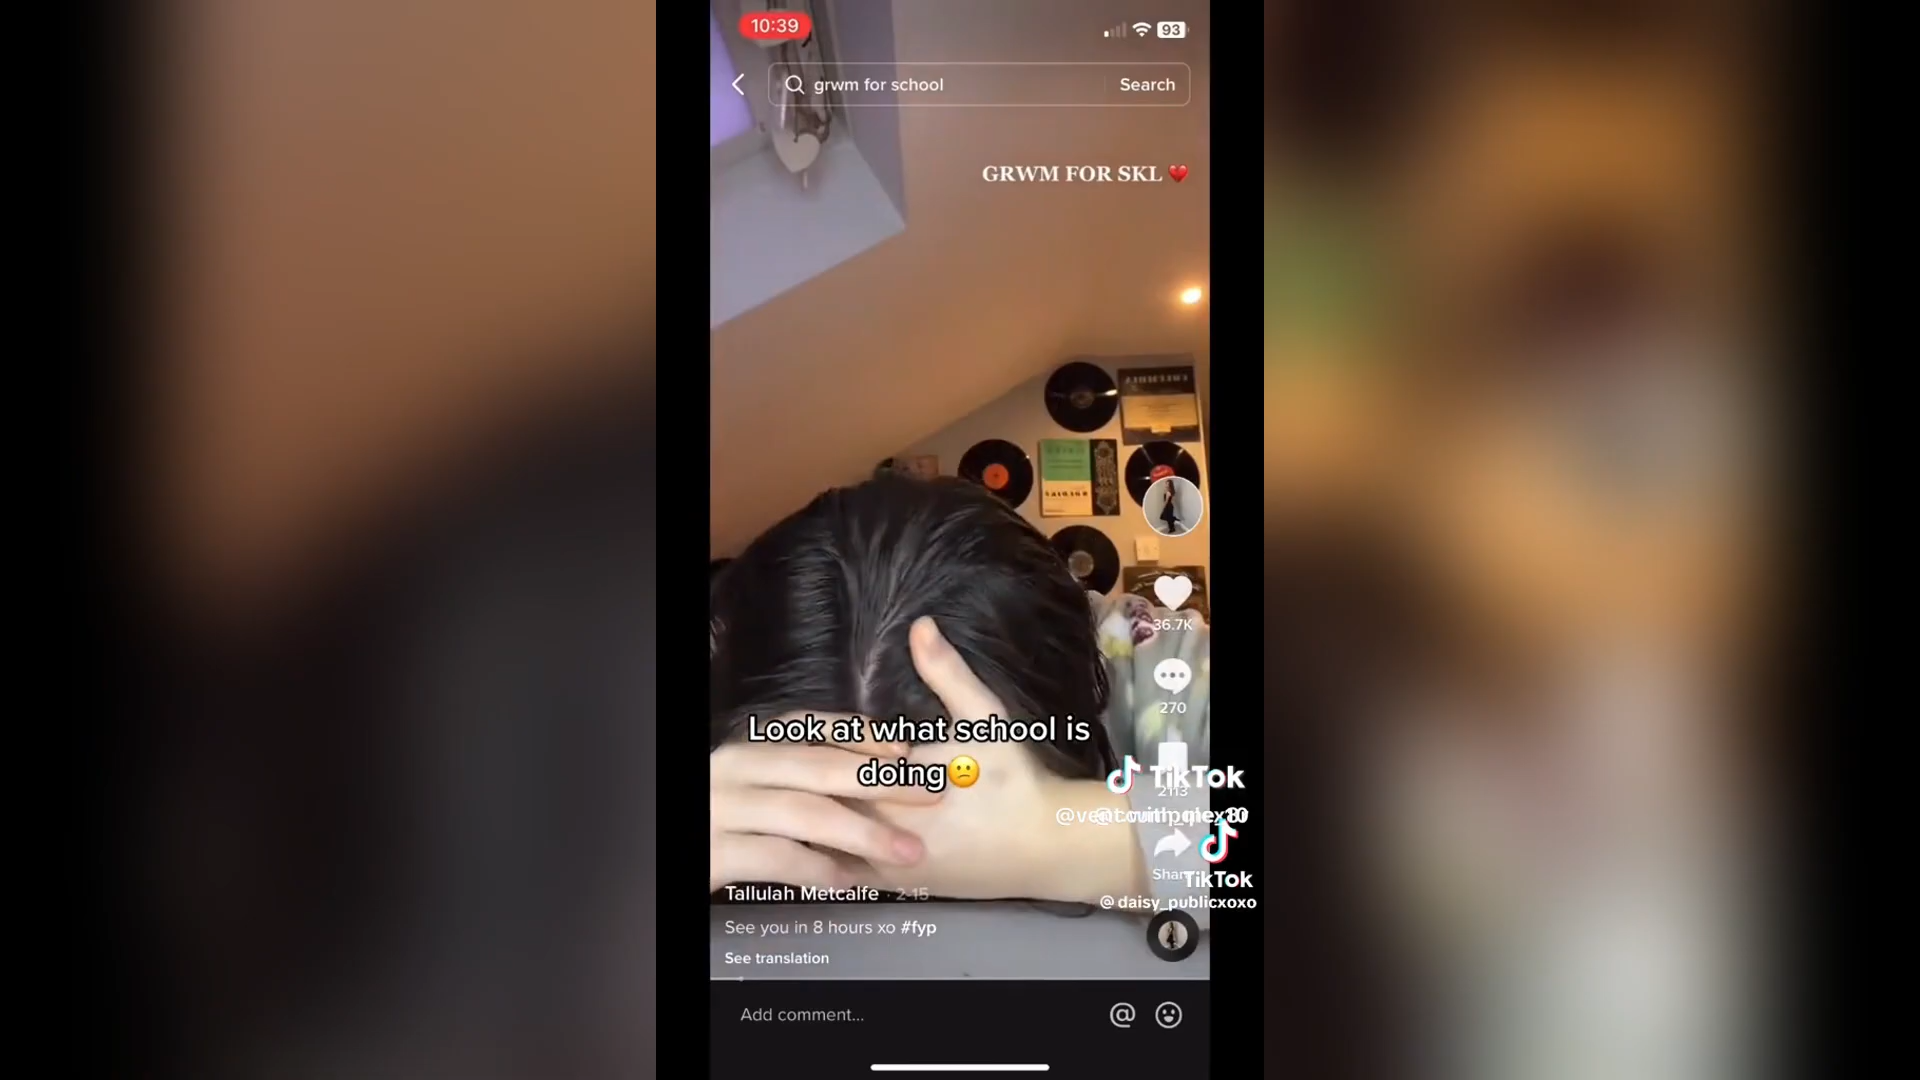 10:39
93
grwm for school
Search
GRWM FOR SKL ❤️
36.7K
270
Look at what school is
doing😕
TikTok
2113
Share
TikTok
@daisy_publicxoxo
Tallulah Metcalfe · 2-15
See you in 8 hours xo #fyp
See translation
Add comment...